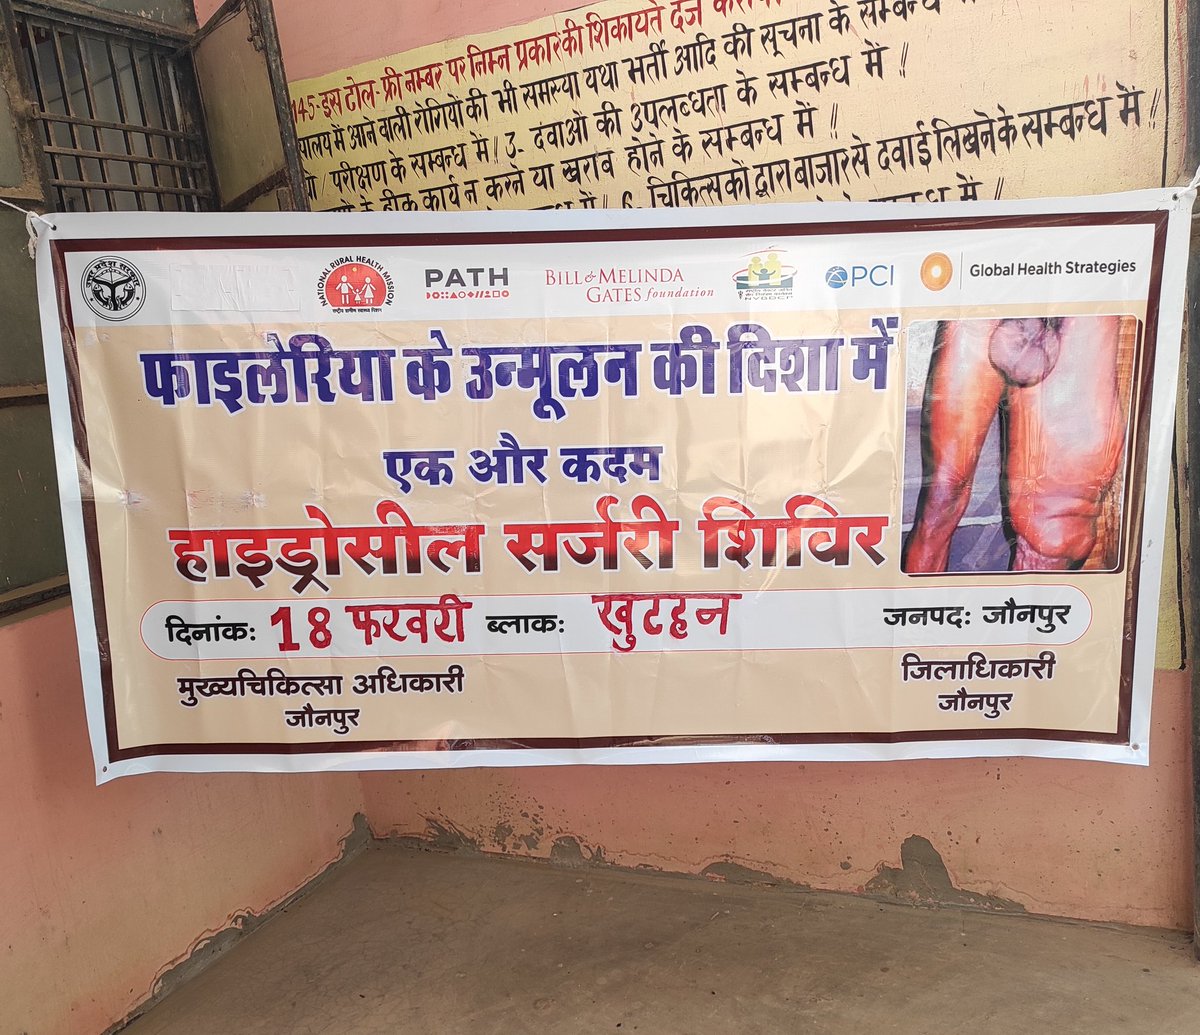 145-इस टोल-फ्री नम्बर पर निम्न प्रकार की शिकायतें दर्ज
में आने वाली रोगियों की भी समस्या यथा भर्ती आदि की सूचना के सम्बन्ध
परीक्षण के सम्बन्ध में॥ 3- दवाओं की उपलब्धता के सम्बन्ध में॥
ठीक कार्य न करने या खराब होने के सम्बन्ध में॥
6- चिकित्सकों द्वारा बाजार से दवाई लिखने के सम्बन्ध में॥
NATIONAL RURAL HEALTH MISSION
राष्ट्रीय ग्रामीण स्वास्थ्य मिशन
PATH
BILL & MELINDA
GATES foundation
NVBDCP
PCI
Global Health Strategies
फाइलेरिया के उन्मूलन की दिशा में
एक और कदम
हाइड्रोसील सर्जरी शिविर
दिनांक: 18 फरवरी ब्लाक: खुटहन जनपद: जौनपुर
मुख्यचिकित्सा अधिकारी
जौनपुर
जिलाधिकारी
जौनपुर